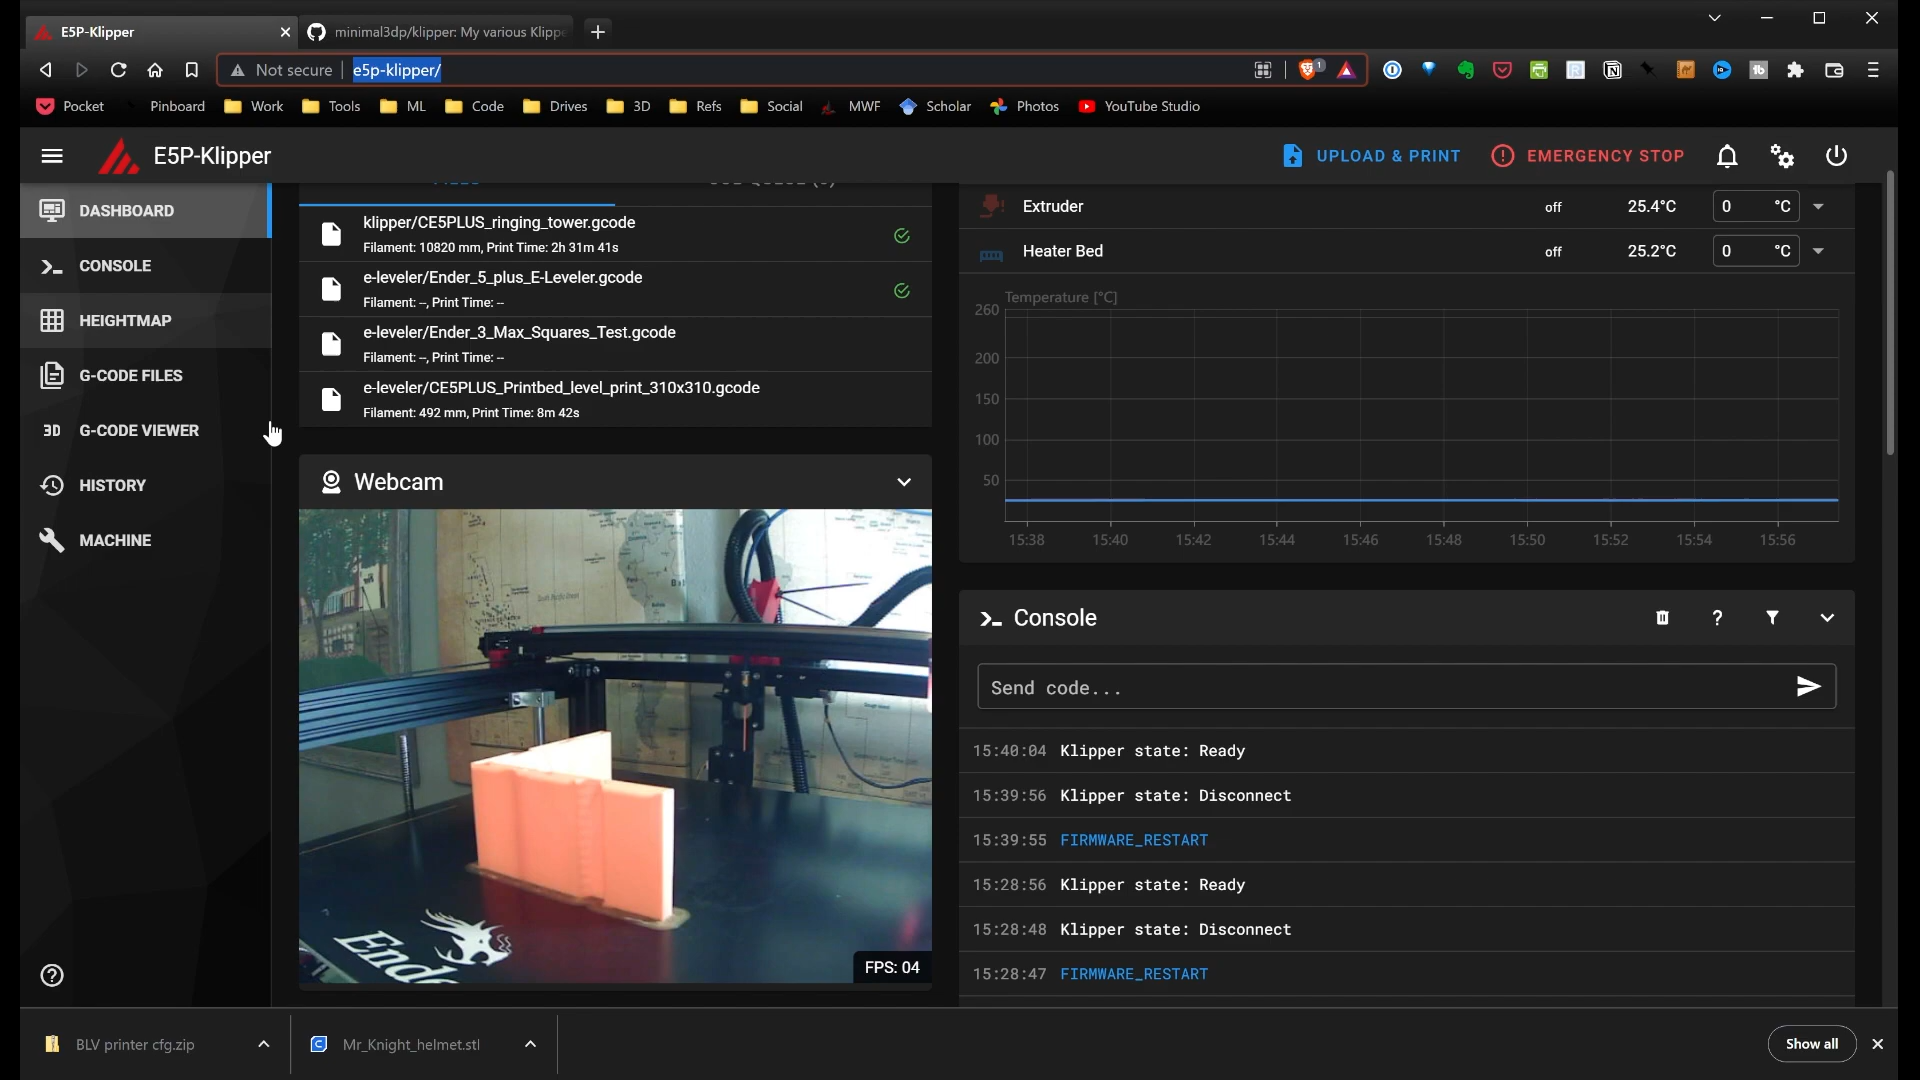 E5P-Klipper
minimal3dp/klipper: My various Klippe
Not secure
e5p-klipper/
1
Pocket
Pinboard
Work
Tools
ML
Code
Drives
3D
Refs
Social
MWF
Scholar
Photos
YouTube Studio
E5P-Klipper
UPLOAD & PRINT
EMERGENCY STOP
DASHBOARD
CONSOLE
HEIGHTMAP
G-CODE FILES
3D G-CODE VIEWER
HISTORY
MACHINE
klipper/CE5PLUS_ringing_tower.gcode
Filament: 10820 mm, Print Time: 2h 31m 41s
e-leveler/Ender_5_plus_E-Leveler.gcode
Filament: --, Print Time: --
e-leveler/Ender_3_Max_Squares_Test.gcode
Filament: --, Print Time: --
e-leveler/CE5PLUS_Printbed_level_print_310x310.gcode
Filament: 492 mm, Print Time: 8m 42s
Webcam
Ende
FPS: 04
Extruder off 25.4°C 0 °C
Heater Bed off 25.2°C 0 °C
Temperature [°C]
260
200
150
100
50
15:38 15:40 15:42 15:44 15:46 15:48 15:50 15:52 15:54 15:56
Console
Send code...
15:40:04 Klipper state: Ready
15:39:56 Klipper state: Disconnect
15:39:55 FIRMWARE_RESTART
15:28:56 Klipper state: Ready
15:28:48 Klipper state: Disconnect
15:28:47 FIRMWARE_RESTART
BLV printer cfg.zip
Mr_Knight_helmet.stl
Show all